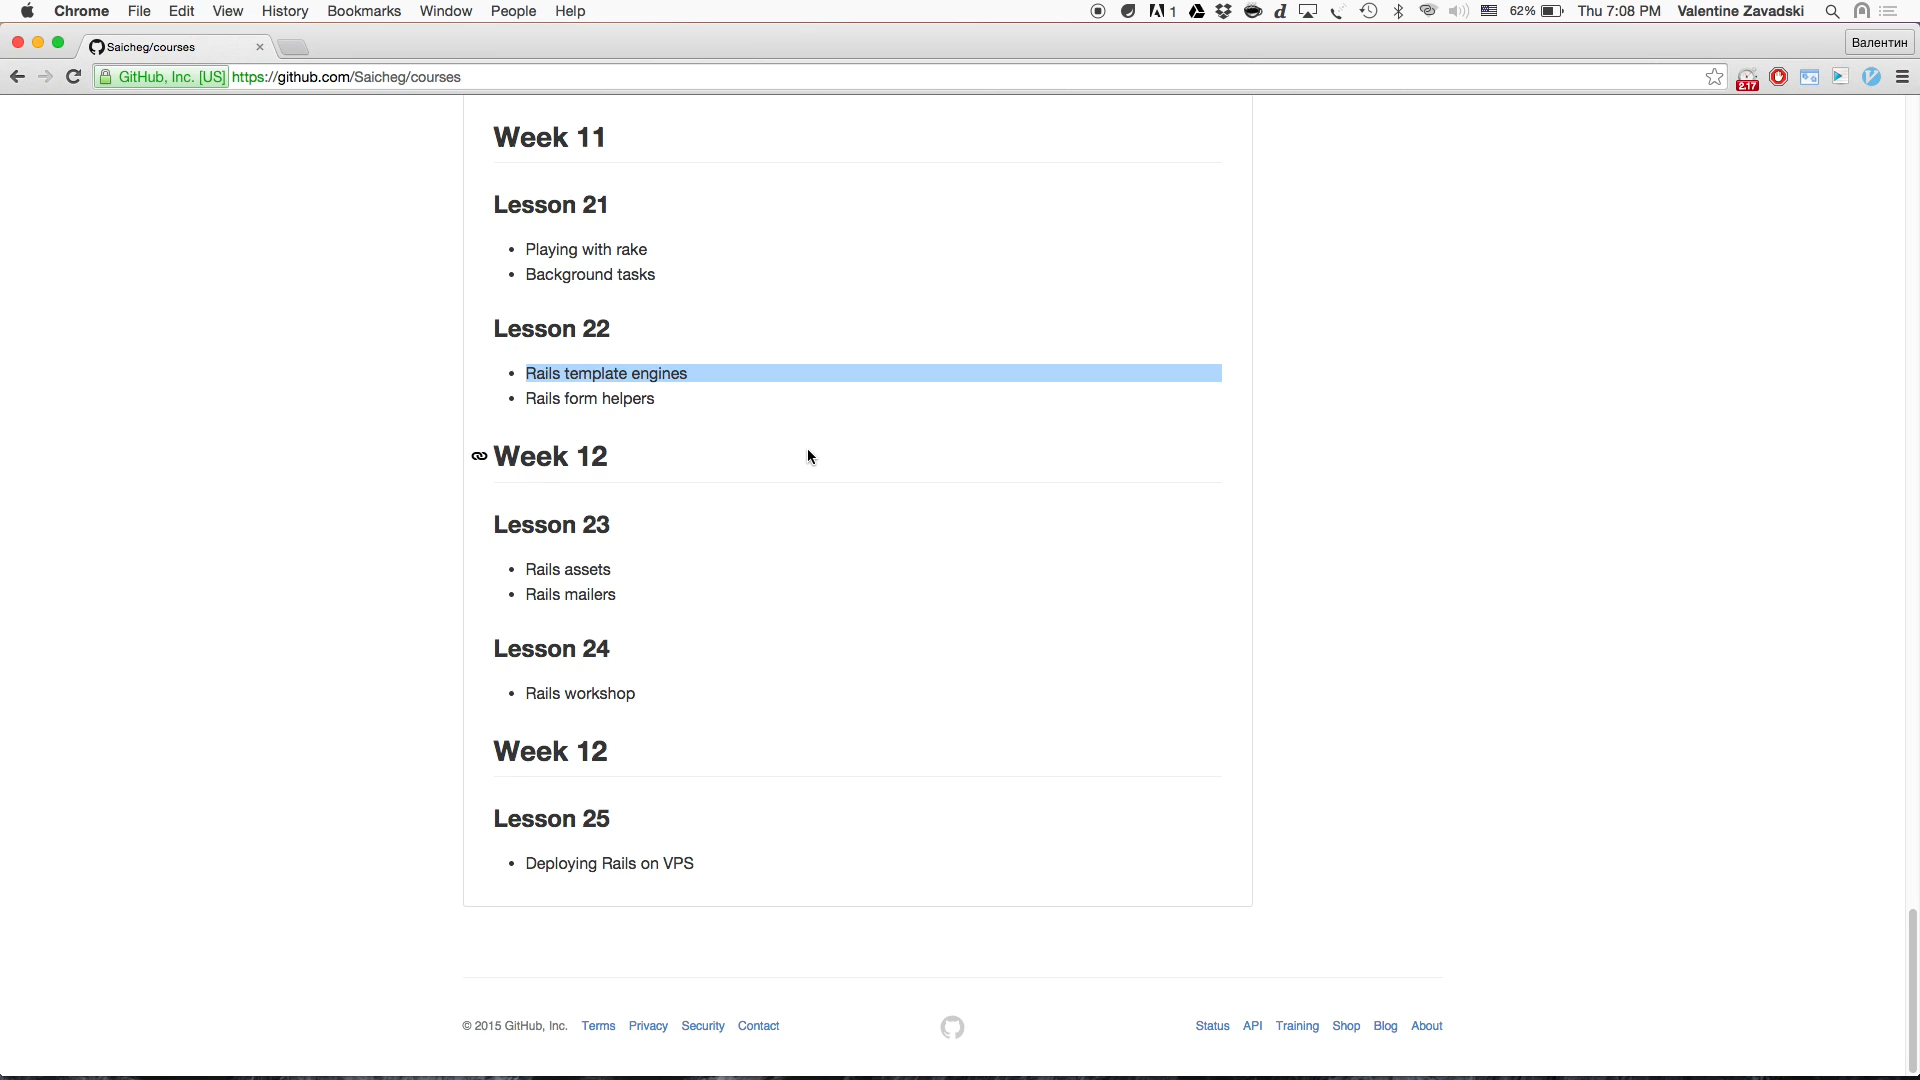 Chrome File Edit View History Bookmarks Window People Help
1 62% Thu 7:08 PM Valentine Zavadski
Saicheg/courses
Валентин
GitHub, Inc. [US] https://github.com/Saicheg/courses
217
Week 11
Lesson 21
Playing with rake
Background tasks
Lesson 22
Rails template engines
Rails form helpers
Week 12
Lesson 23
Rails assets
Rails mailers
Lesson 24
Rails workshop
Week 12
Lesson 25
Deploying Rails on VPS
© 2015 GitHub, Inc. Terms Privacy Security Contact
Status API Training Shop Blog About